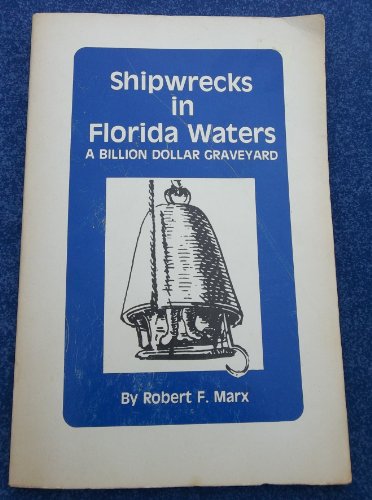 Shipwrecks
in
Florida Waters
A BILLION DOLLAR GRAVEYARD
By Robert F. Marx